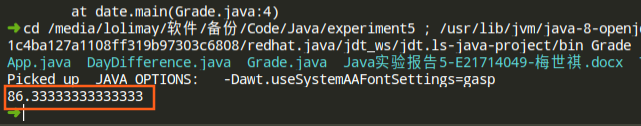 at date.main(Grade.java:4)
➜cd /media/lolimay/软件/备份/Code/Java/experiment5 ; /usr/lib/jvm/java-8-openj
1c4ba127a1108ff319b97303c6808/redhat.java/jdt_ws/jdt.ls-java-project/bin Grade
App.java DayDifference.java Grade.java Java实验报告5-E21714049-梅世祺.docx
Picked up _JAVA_OPTIONS: -Dawt.useSystemAAFontSettings=gasp
86.33333333333333
➜